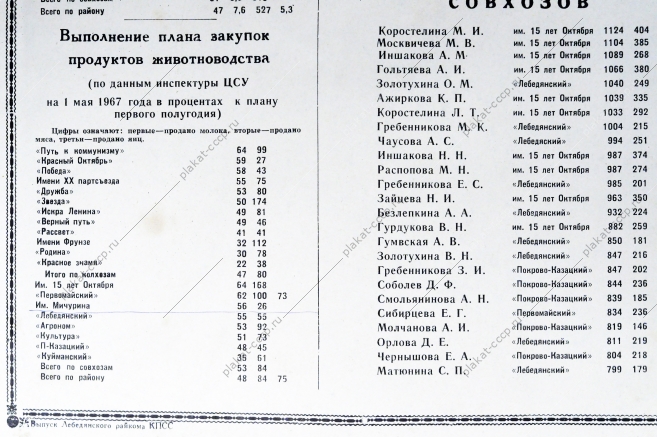 Всего по району 47 7,6 527 5,3
Выполнение плана закупок
продуктов животноводства
(по данным инспектуры ЦСУ
на 1 мая 1967 года в процентах к плану
первого полугодия)
Цифры означают: первые—продано молока, вторые—продано
мяса, третьи—продано яиц.
«Путь к коммунизму» 64 99
«Красный Октябрь» 59 27
«Победа» 58 43
Имени XX партсъезда 55 75
«Дружба» 53 80
«Звезда» 50 174
«Искра Ленина» 49 81
«Верный путь» 49 46
«Рассвет» 41 41
Имени Фрунзе 32 112
«Родина» 30 78
«Красное знамя» 22 38
Итого по колхозам 47 80
Им. 15 лет Октября 64 168
«Первомайский» 62 100 73
Им. Мичурина 56 26
«Лебедянский» 55 55
«Агроном» 53 92
«Культура» 51 73
«П-Казацкий» 48 45
«Куйманский» 35 61
Всего по совхозам 53 84
Всего по району 48 84 75
Выпуск Лебедянского райкома КПСС
СОВХОЗОВ
Коростелина М. И. им. 15 лет Октября 1124 404
Москвичева М. В. им. 15 лет Октября 1104 385
Иншакова А. М. им. 15 лет Октября 1089 268
Гольтяева А. И. им. 15 лет Октября 1066 380
Золотухина О. М. «Лебедянский» 1040 249
Ажиркова К. П. им. 15 лет Октября 1039 335
Коростелина Л. Т. им. 15 лет Октября 1033 292
Гребенникова М. К. «Лебедянский» 1004 215
Чаусова А. С. «Лебедянский» 994 251
Иншакова Н. Н. им. 15 лет Октября 987 374
Распопова М. Н. им. 15 лет Октября 987 274
Гребенникова Е. С. «Лебедянский» 985 201
Зайцева Н. И. им. 15 лет Октября 963 350
Безлепкина А. А. «Лебедянский» 932 224
Гурдукова В. Н. им. 15 лет Октября 882 259
Гумвская А. В. «Лебедянский» 850 181
Золотухина В. Н. «Лебедянский» 847 216
Гребенникова З. И. «Покрово-Казацкий» 847 202
Соболев Д. Ф. «Покрово-Казацкий» 844 236
Смольянинова А. Н. «Покрово-Казацкий» 839 185
Сибирцева Е. Г. «Первомайский» 834 236
Молчанова А. И. «Покрово-Казацкий» 819 146
Орлова Д. Е. «Лебедянский» 811 219
Чернышова Е. А. «Покрово-Казацкий» 804 218
Матюнина С. П. «Лебедянский» 799 179
plakat-cccp.ru